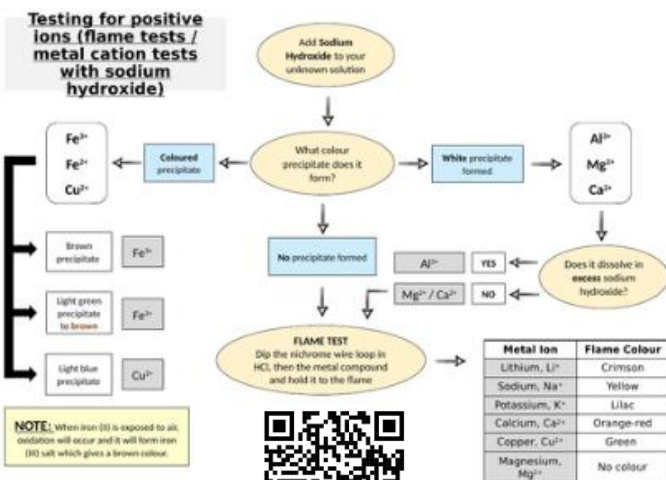 Testing for positive
ions (flame tests /
metal cation tests
with sodium
hydroxide)
Add Sodium
Hydroxide to your
unknown solution
What colour
precipitate does it
form?
Coloured
precipitate
Fe³⁺
Fe²⁺
Cu²⁺
White precipitate
formed
Al³⁺
Mg²⁺
Ca²⁺
Brown
precipitate
Fe³⁺
Light green
precipitate
to brown
Light blue
precipitate
Cu²⁺
No precipitate formed
Does it dissolve in
excess sodium
hydroxide?
YES
Al³⁺
NO
Mg²⁺ / Ca²⁺
FLAME TEST
Dip the nichrome wire loop in
HCl, then the metal compound
and hold it to the flame
Metal Ion Flame Colour
Lithium, Li⁺ Crimson
Sodium, Na⁺ Yellow
Potassium, K⁺ Lilac
Calcium, Ca²⁺ Orange-red
Copper, Cu²⁺ Green
Magnesium, No colour
Mg²⁺
NOTE: When iron (II) is exposed to air,
oxidation will occur and it will form iron
(III) salt which gives a brown colour.